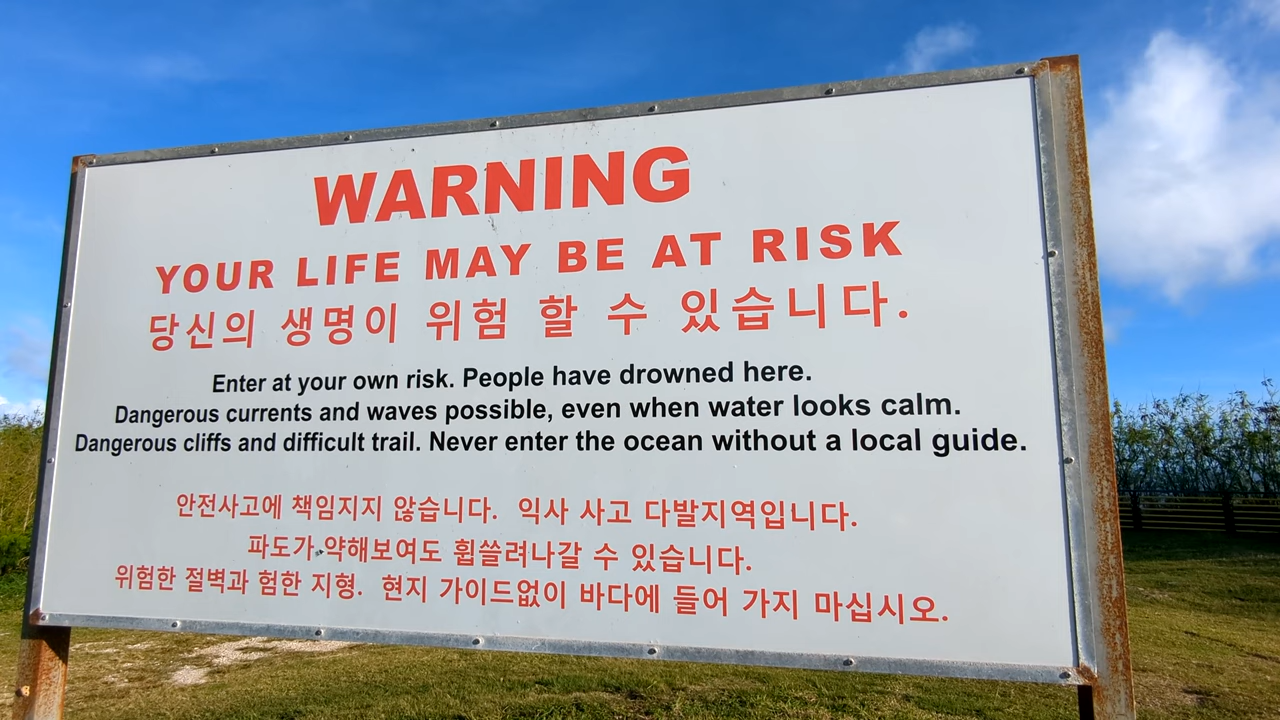 WARNING
YOUR LIFE MAY BE AT RISK
당신의 생명이 위험 할 수 있습니다.
Enter at your own risk. People have drowned here.
Dangerous currents and waves possible, even when water looks calm.
Dangerous cliffs and difficult trail. Never enter the ocean without a local guide.
안전사고에 책임지지 않습니다. 익사 사고 다발지역입니다.
파도가 약해보여도 휩쓸려나갈 수 있습니다.
위험한 절벽과 험한 지형. 현지 가이드없이 바다에 들어 가지 마십시오.